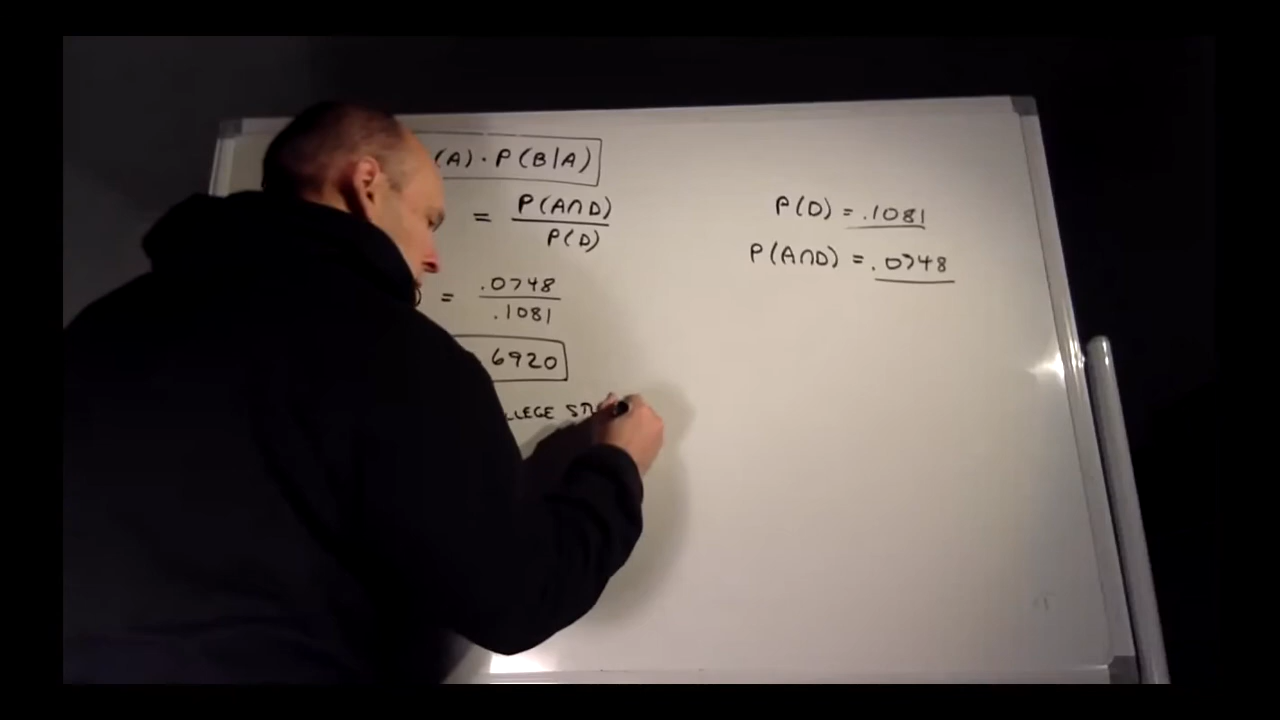 (A) · P(B|A)
= P(A∩D)
P(D)
) = .0748
.1081
.6920
LLEGE ST
P(D) = .1081
P(A∩D) = .0748